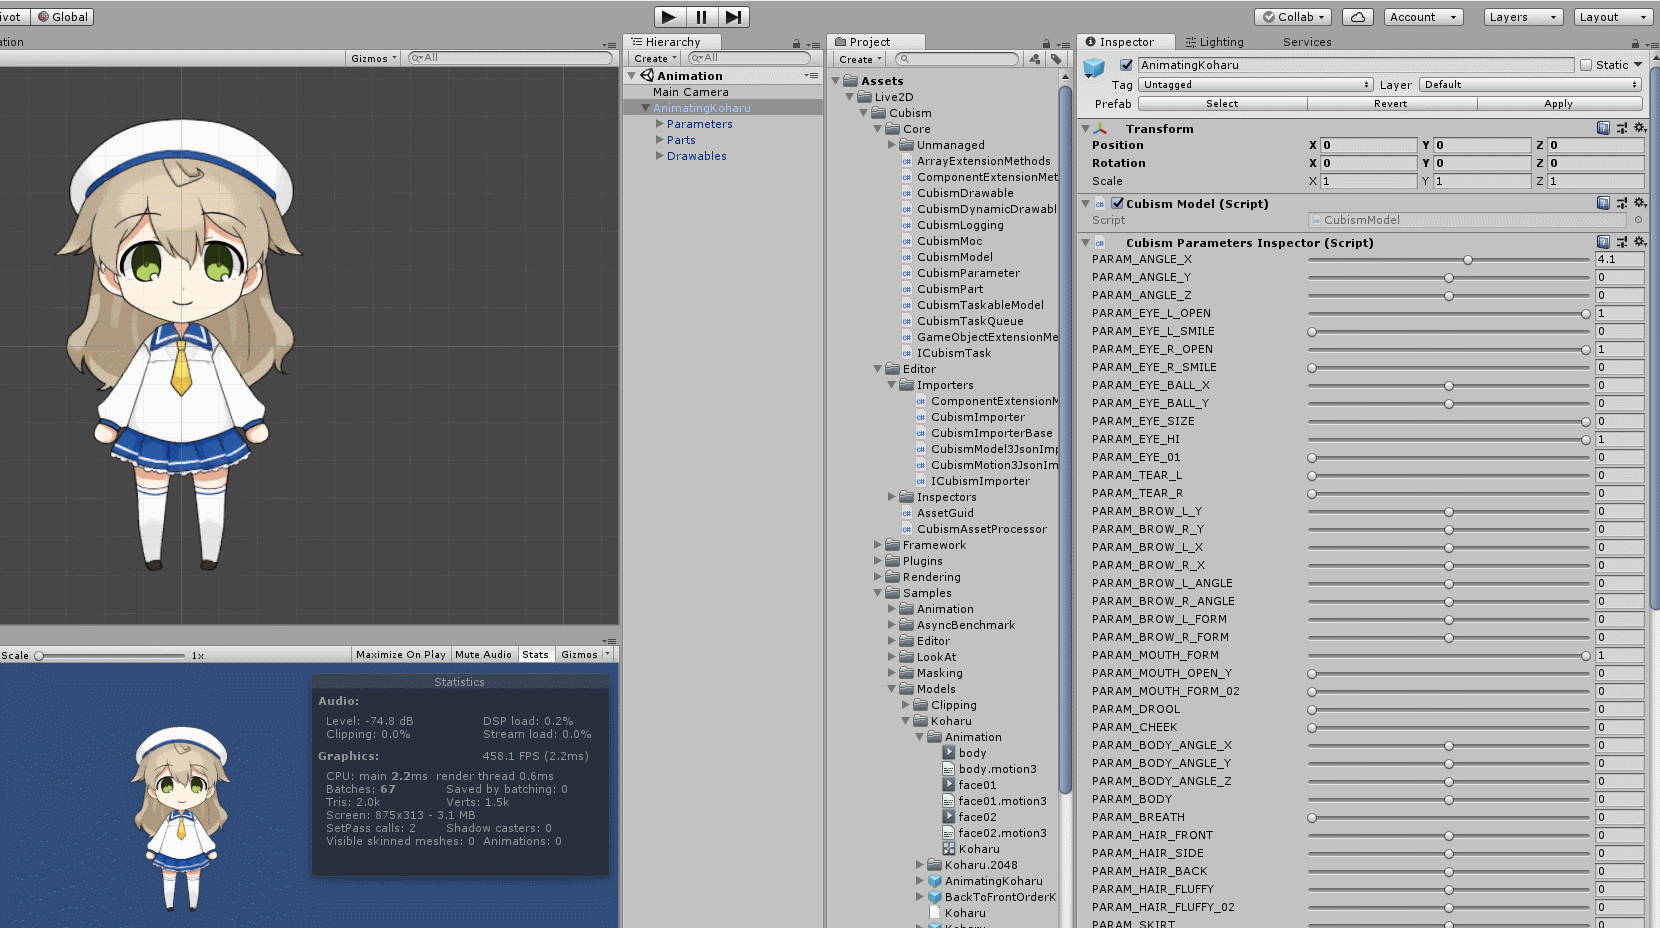 ivot Global Collab Account Layers Layout
ation
Gizmos All
Hierarchy
Create All
Animation
Main Camera
AnimatingKoharu
Parameters
Parts
Drawables
Scale 1x Maximize On Play Mute Audio Stats Gizmos
Statistics
Audio:
Level: -74.8 dB DSP load: 0.2%
Clipping: 0.0% Stream load: 0.0%
Graphics: 458.1 FPS (2.2ms)
CPU: main 2.2ms render thread 0.6ms
Batches: 67 Saved by batching: 0
Tris: 2.0k Verts: 1.5k
Screen: 875x313 - 3.1 MB
SetPass calls: 2 Shadow casters: 0
Visible skinned meshes: 0 Animations: 0
Project
Create
Assets
Live2D
Cubism
Core
Unmanaged
ArrayExtensionMethods
ComponentExtensionMet
CubismDrawable
CubismDynamicDrawabl
CubismLogging
CubismMoc
CubismModel
CubismParameter
CubismPart
CubismTaskableModel
CubismTaskQueue
GameObjectExtensionMe
ICubismTask
Editor
Importers
ComponentExtensionM
CubismImporter
CubismImporterBase
CubismModel3JsonImp
CubismMotion3JsonIm
ICubismImporter
Inspectors
AssetGuid
CubismAssetProcessor
Framework
Plugins
Rendering
Samples
Animation
AsyncBenchmark
Editor
LookAt
Masking
Models
Clipping
Koharu
Animation
body
body.motion3
face01
face01.motion3
face02
face02.motion3
Koharu
Koharu.2048
AnimatingKoharu
BackToFrontOrderK
Koharu
Koharu
Inspector Lighting Services
AnimatingKoharu Static
Tag Untagged Layer Default
Prefab Select Revert Apply
Transform
Position X 0 Y 0 Z 0
Rotation X 0 Y 0 Z 0
Scale X 1 Y 1 Z 1
Cubism Model (Script)
Script CubismModel
Cubism Parameters Inspector (Script)
PARAM_ANGLE_X 4.1
PARAM_ANGLE_Y 0
PARAM_ANGLE_Z 0
PARAM_EYE_L_OPEN 1
PARAM_EYE_L_SMILE 0
PARAM_EYE_R_OPEN 1
PARAM_EYE_R_SMILE 0
PARAM_EYE_BALL_X 0
PARAM_EYE_BALL_Y 0
PARAM_EYE_SIZE 0
PARAM_EYE_HI 1
PARAM_EYE_01 0
PARAM_TEAR_L 0
PARAM_TEAR_R 0
PARAM_BROW_L_Y 0
PARAM_BROW_R_Y 0
PARAM_BROW_L_X 0
PARAM_BROW_R_X 0
PARAM_BROW_L_ANGLE 0
PARAM_BROW_R_ANGLE 0
PARAM_BROW_L_FORM 0
PARAM_BROW_R_FORM 0
PARAM_MOUTH_FORM 1
PARAM_MOUTH_OPEN_Y 0
PARAM_MOUTH_FORM_02 0
PARAM_DROOL 0
PARAM_CHEEK 0
PARAM_BODY_ANGLE_X 0
PARAM_BODY_ANGLE_Y 0
PARAM_BODY_ANGLE_Z 0
PARAM_BODY 0
PARAM_BREATH 0
PARAM_HAIR_FRONT 0
PARAM_HAIR_SIDE 0
PARAM_HAIR_BACK 0
PARAM_HAIR_FLUFFY 0
PARAM_HAIR_FLUFFY_02 0
PARAM_SKIRT 0